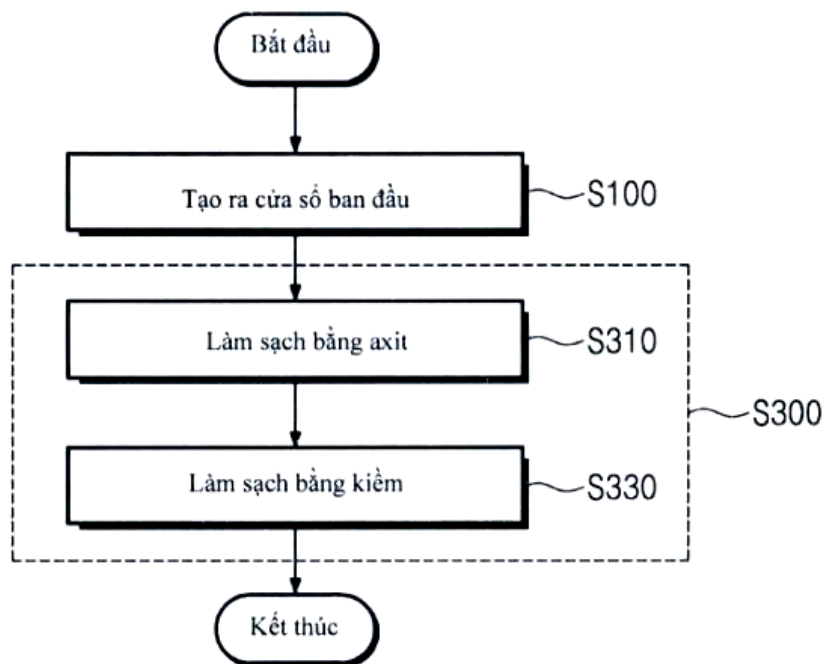 Bắt đầu
Tạo ra cửa sổ ban đầu
S100
Làm sạch bằng axit
S310
S300
Làm sạch bằng kiềm
S330
Kết thúc